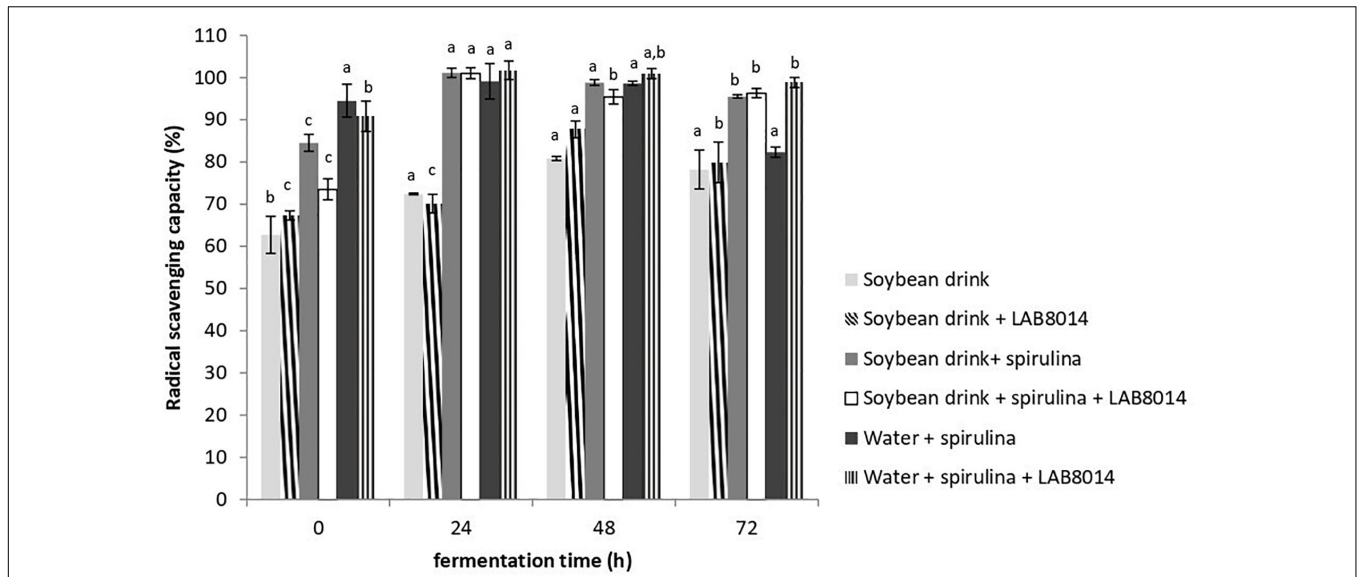 Radical scavenging capacity (%)
110
100
90
80
70
60
50
40
30
20
10
0
b c c c a b
a c a a a a
a a a b a a,b
a b b b a b
0 24 48 72
fermentation time (h)
Soybean drink
Soybean drink + LAB8014
Soybean drink+ spirulina
Soybean drink + spirulina + LAB8014
Water + spirulina
Water + spirulina + LAB8014